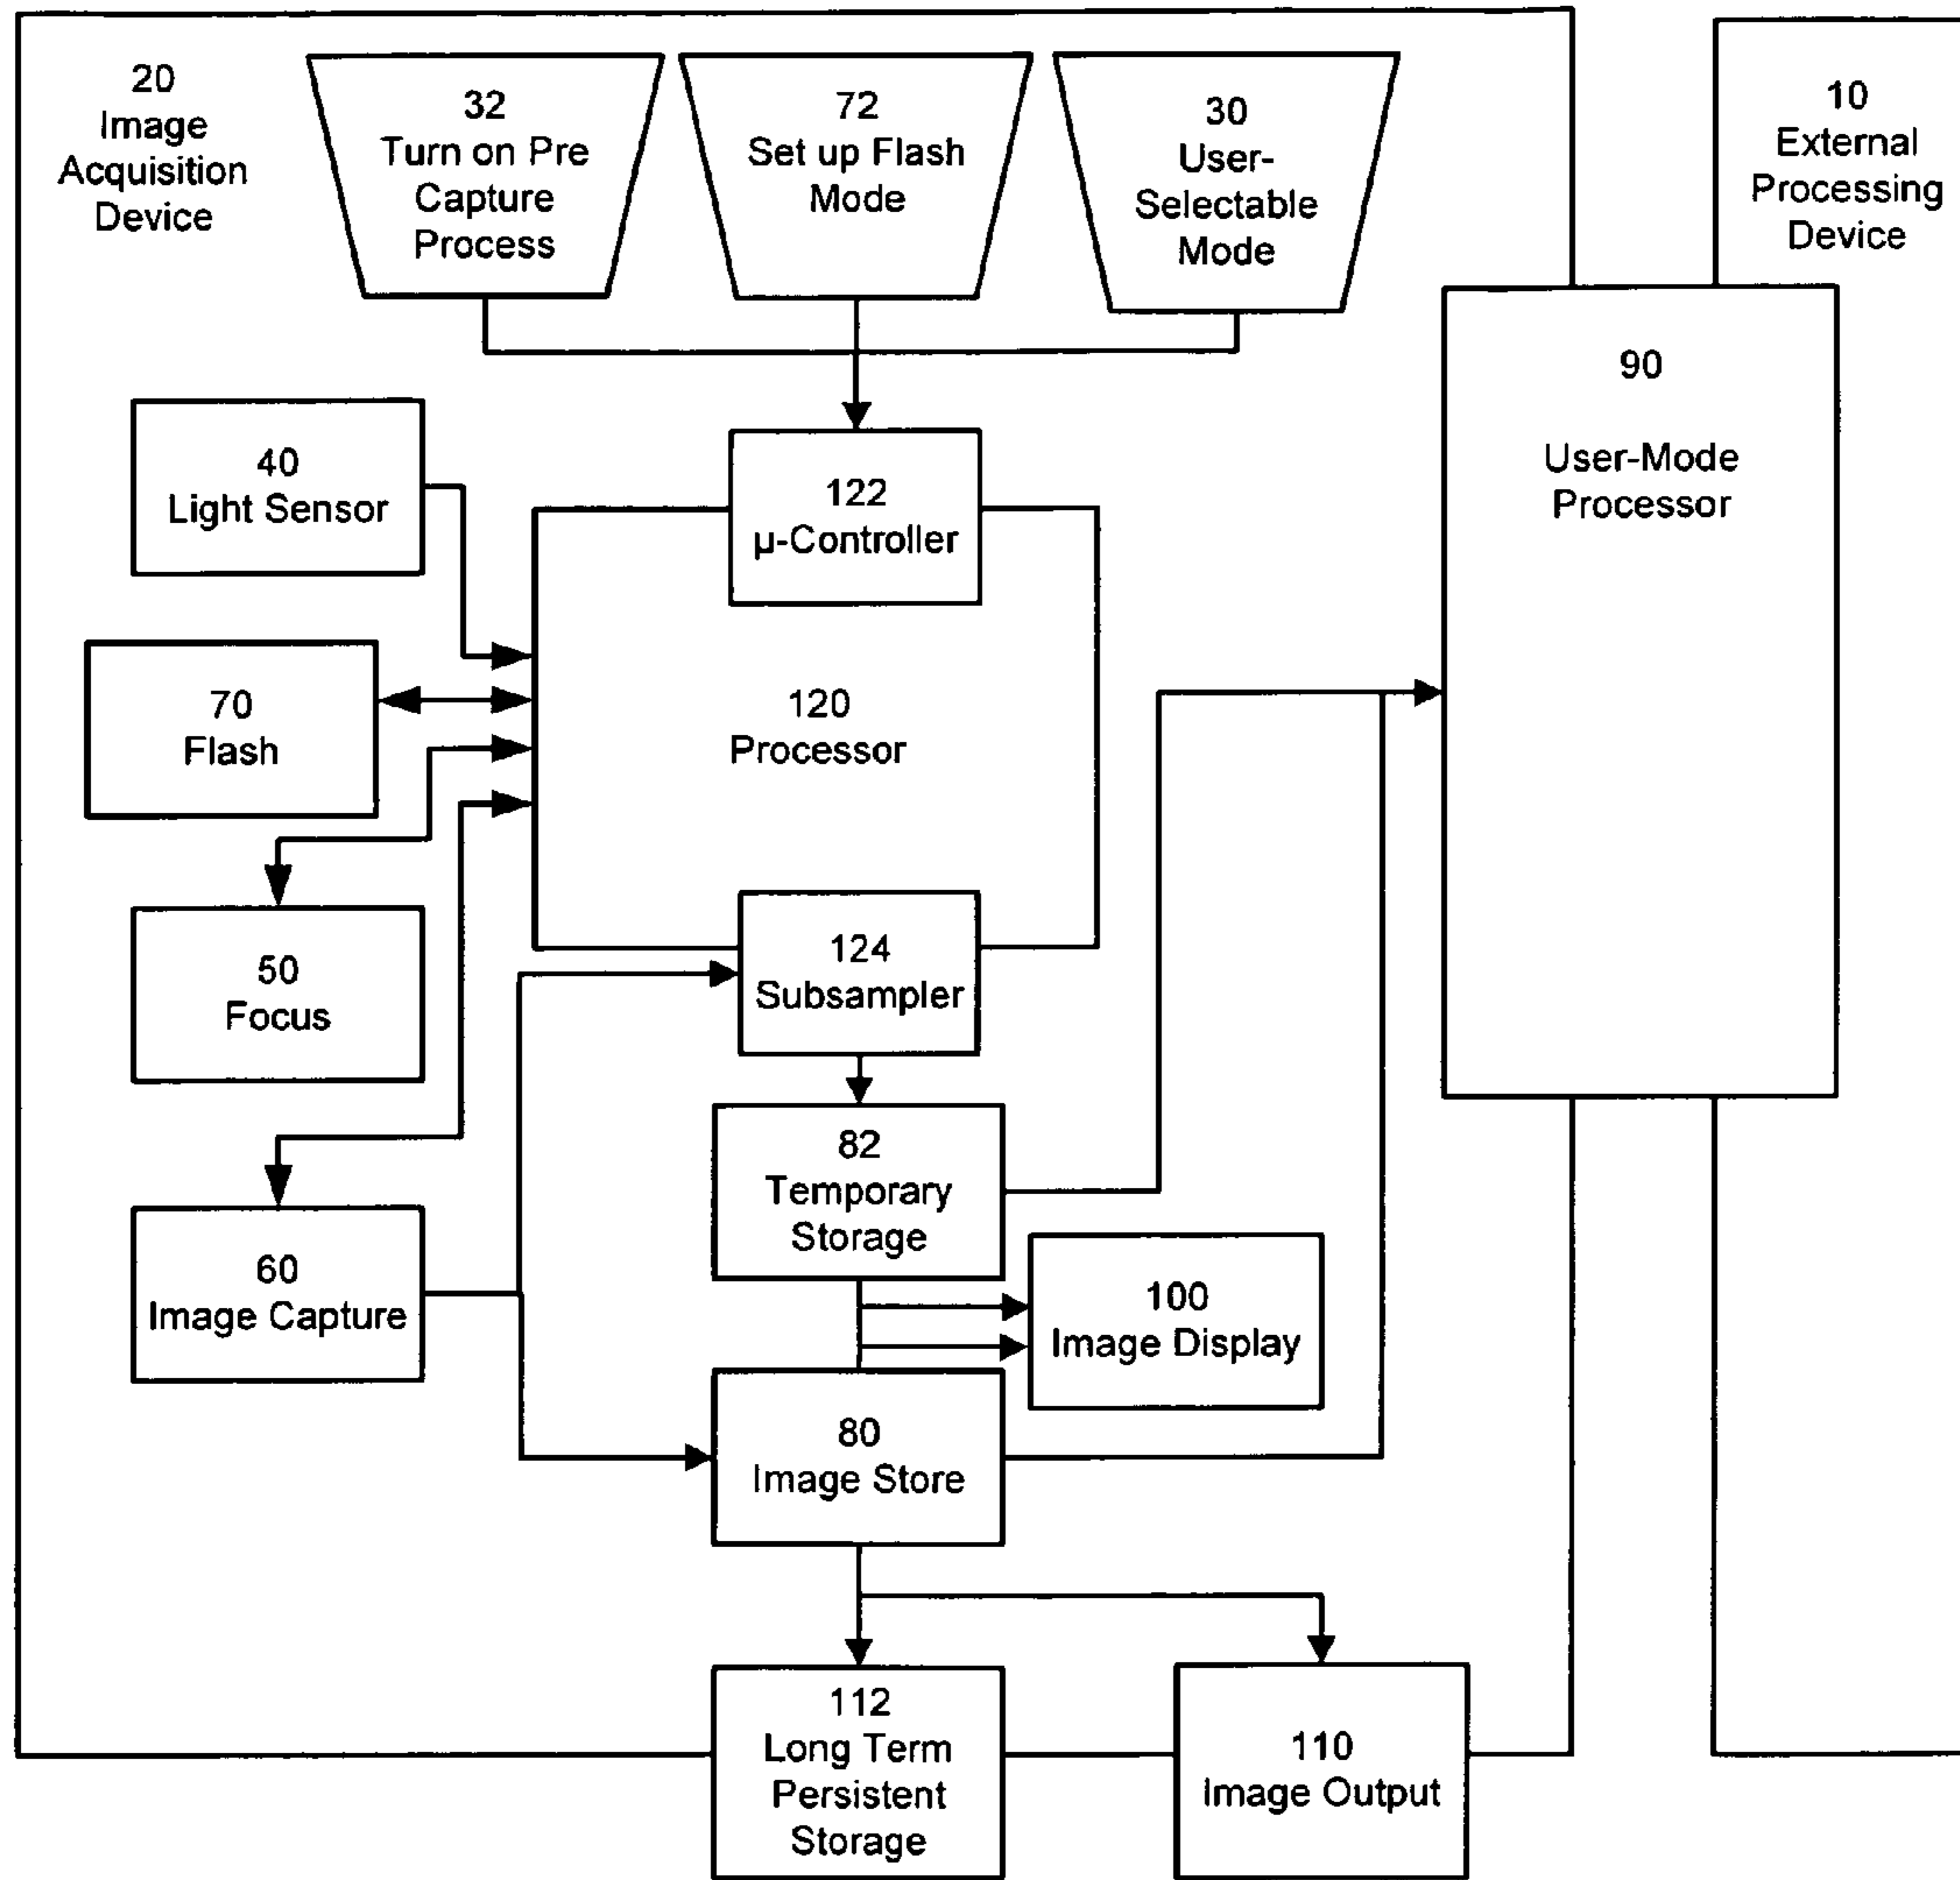 20
Image
Acquisition
Device
32
Turn on Pre
Capture
Process
72
Set up Flash
Mode
30
User-
Selectable
Mode
10
External
Processing
Device
90
User-Mode
Processor
40
Light Sensor
122
μ-Controller
70
Flash
120
Processor
50
Focus
124
Subsampler
82
Temporary
Storage
60
Image Capture
100
Image Display
80
Image Store
112
Long Term
Persistent
Storage
110
Image Output